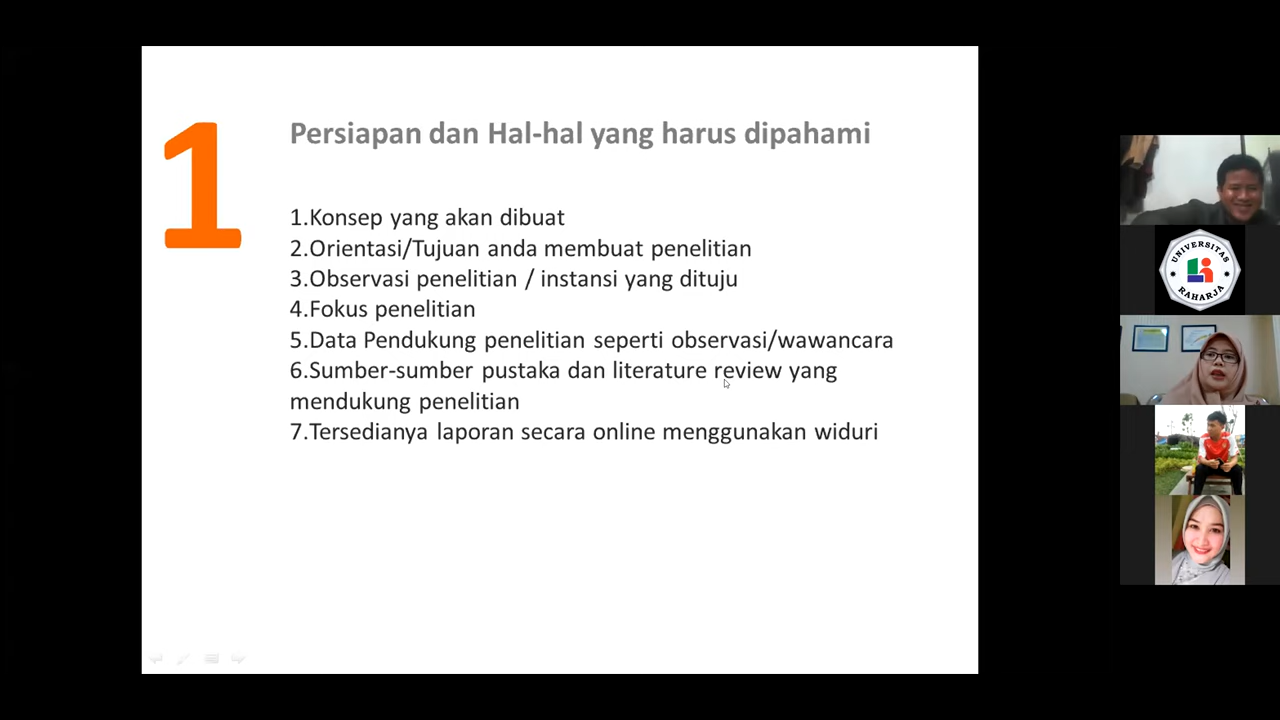 1
Persiapan dan Hal-hal yang harus dipahami
1.Konsep yang akan dibuat
2.Orientasi/Tujuan anda membuat penelitian
3.Observasi penelitian / instansi yang dituju
4.Fokus penelitian
5.Data Pendukung penelitian seperti observasi/wawancara
6.Sumber-sumber pustaka dan literature review yang
mendukung penelitian
7.Tersedianya laporan secara online menggunakan widuri
UNIVERSITAS
RAHARJA